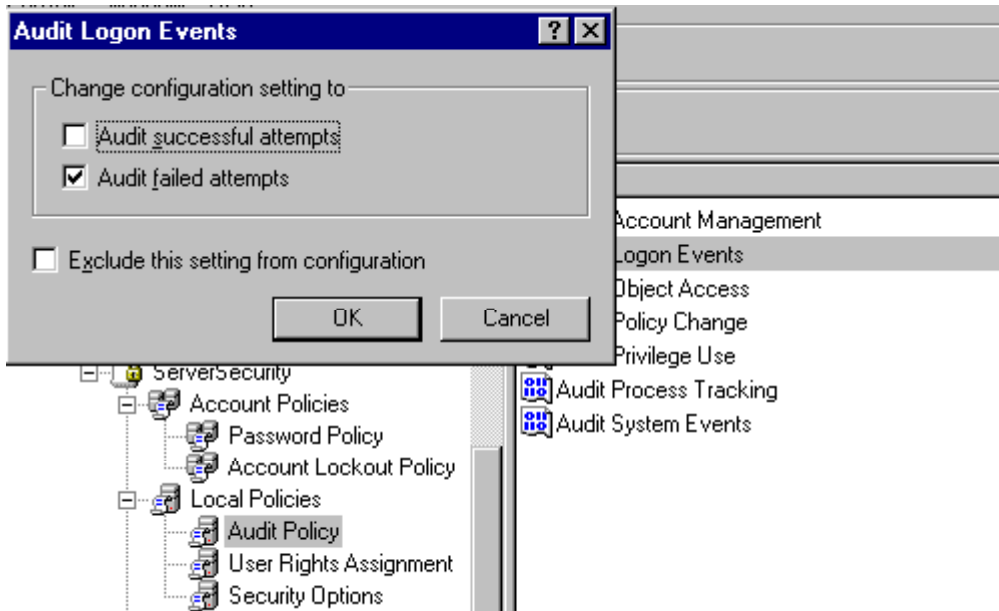 Audit Logon Events
Change configuration setting to
Audit successful attempts
Audit failed attempts
Exclude this setting from configuration
OK Cancel
Account Management
Logon Events
Object Access
Policy Change
Privilege Use
Audit Process Tracking
Audit System Events
ServerSecurity
Account Policies
Password Policy
Account Lockout Policy
Local Policies
Audit Policy
User Rights Assignment
Security Options